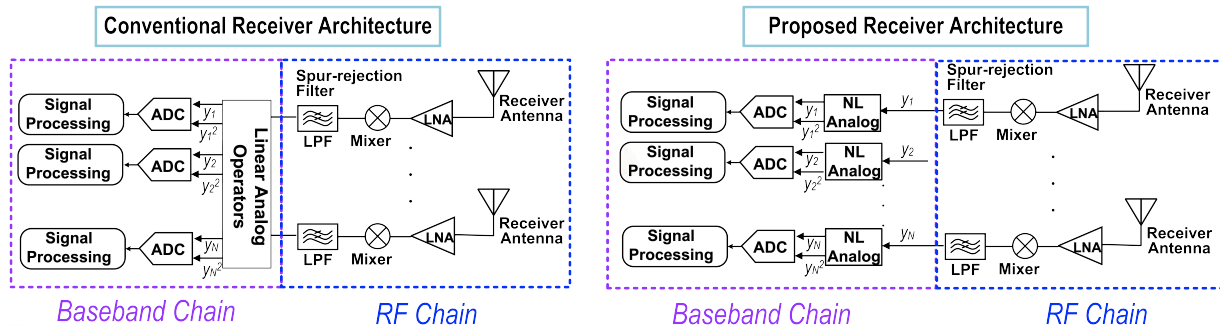 Conventional Receiver Architecture
Spur-rejection
Filter
Signal
Processing
ADC
y1
y1²
Linear Analog
Operators
LPF
Mixer
LNA
Receiver
Antenna
Signal
Processing
ADC
y2
y2²
Signal
Processing
ADC
yN
yN²
LPF
Mixer
LNA
Receiver
Antenna
Baseband Chain
RF Chain
Proposed Receiver Architecture
Spur-rejection
Filter
Signal
Processing
ADC
y1
y1²
NL
Analog
y1
LPF
Mixer
LNA
Receiver
Antenna
Signal
Processing
ADC
y2
y2²
NL
Analog
y2
Signal
Processing
ADC
yN
yN²
NL
Analog
yN
LPF
Mixer
LNA
Receiver
Antenna
Baseband Chain
RF Chain